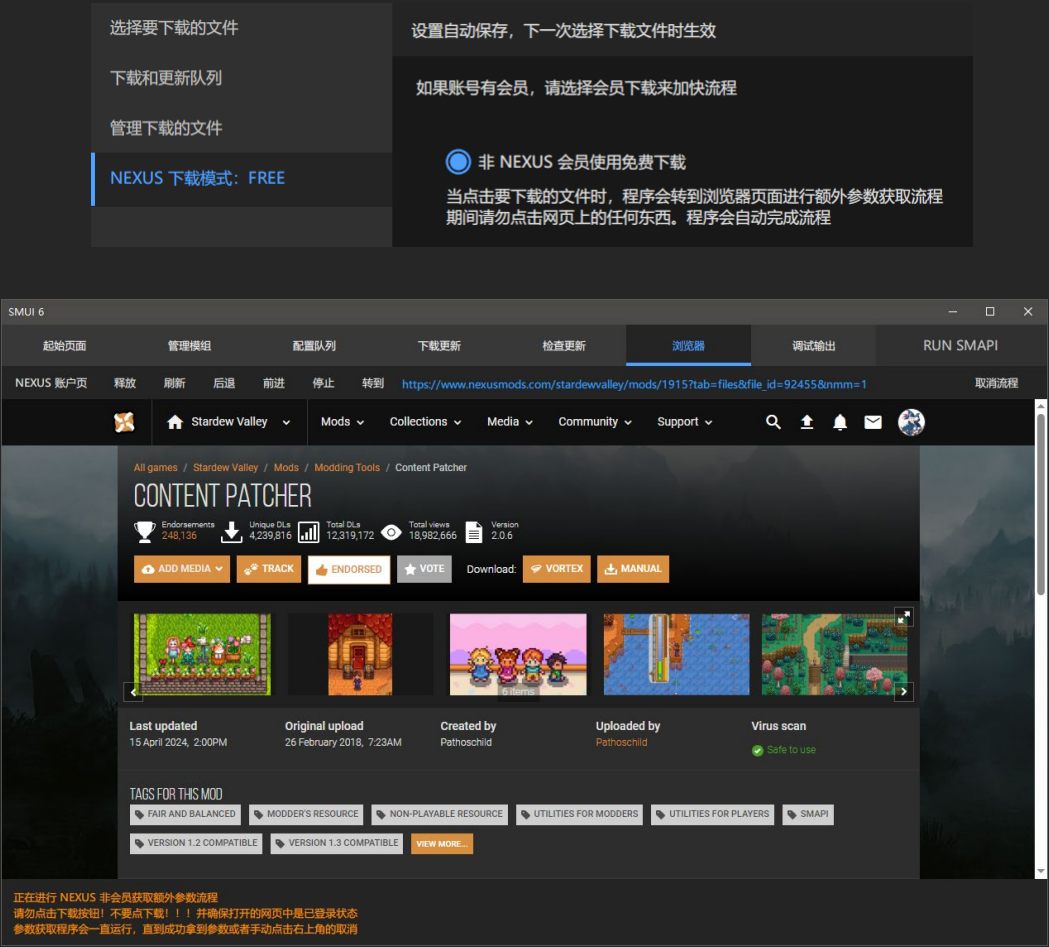 选择要下载的文件
下载和更新队列
管理下载的文件
NEXUS 下载模式：FREE
设置自动保存，下一次选择下载文件时生效
如果账号有会员，请选择会员下载来加快流程
非 NEXUS 会员使用免费下载
当点击要下载的文件时，程序会转到浏览器页面进行额外参数获取流程
期间请勿点击网页上的任何东西。程序会自动完成流程
SMUI 6
起始页面 管理模组 配置队列 下载更新 检查更新 浏览器 调试输出 RUN SMAPI
NEXUS 账户页 释放 刷新 后退 前进 停止 转到 https://www.nexusmods.com/stardewvalley/mods/1915?tab=files&file_id=92455&nmm=1 取消流程
Stardew Valley Mods Collections Media Community Support
All games / Stardew Valley / Mods / Modding Tools / Content Patcher
CONTENT PATCHER
Endorsements Unique DLs Total DLs Total views Version
248,136 4,239,816 12,319,172 18,982,666 2.0.6
ADD MEDIA TRACK ENDORSED VOTE Download: VORTEX MANUAL
6 items
Last updated Original upload Created by Uploaded by Virus scan
15 April 2024, 2:00PM 26 February 2018, 7:23AM Pathoschild Pathoschild Safe to use
TAGS FOR THIS MOD
FAIR AND BALANCED MODDER'S RESOURCE NON-PLAYABLE RESOURCE UTILITIES FOR MODDERS UTILITIES FOR PLAYERS SMAPI
VERSION 1.2 COMPATIBLE VERSION 1.3 COMPATIBLE VIEW MORE...
正在进行 NEXUS 非会员获取额外参数流程
请勿点击下载按钮！不要点下载！！！并确保打开的网页中是已登录状态
参数获取程序会一直运行，直到成功拿到参数或者手动点击右上角的取消